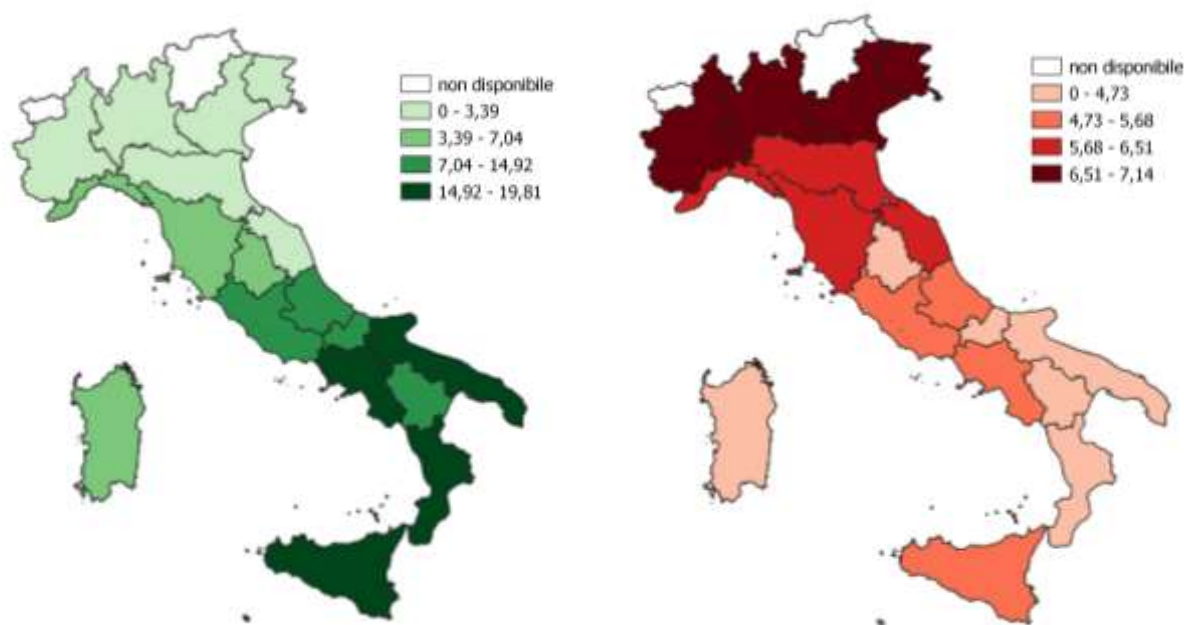 non disponibile
0 - 3,39
3,39 - 7,04
7,04 - 14,92
14,92 - 19,81
non disponibile
0 - 4,73
4,73 - 5,68
5,68 - 6,51
6,51 - 7,14